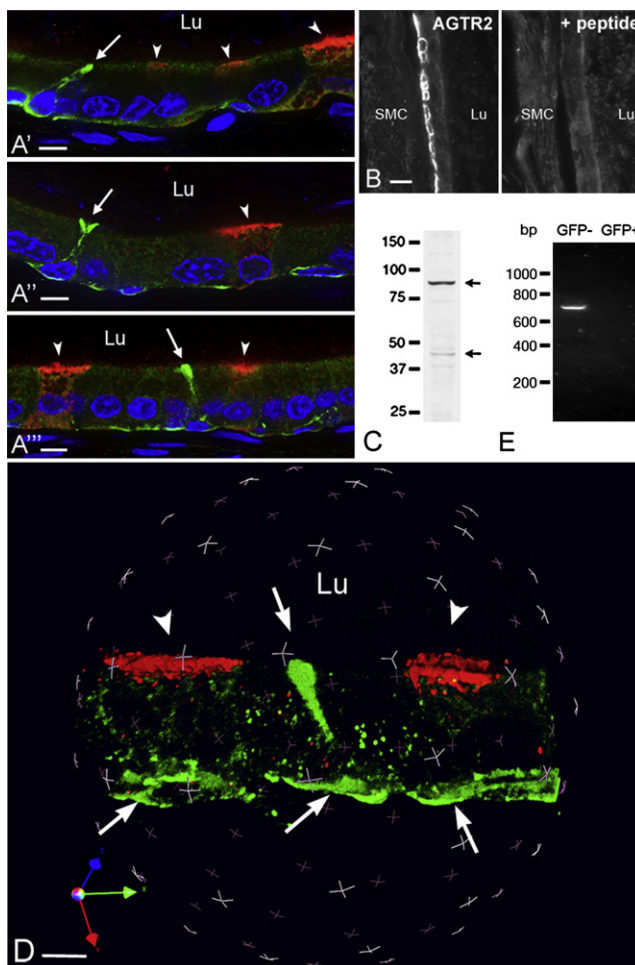 Lu
A'
Lu
A''
Lu
A'''
AGTR2
SMC
Lu
B
+ peptide
SMC
Lu
150
100
75
50
37
25
C
bp
GFP-
GFP+
1000
800
600
400
200
E
Lu
z
x
D